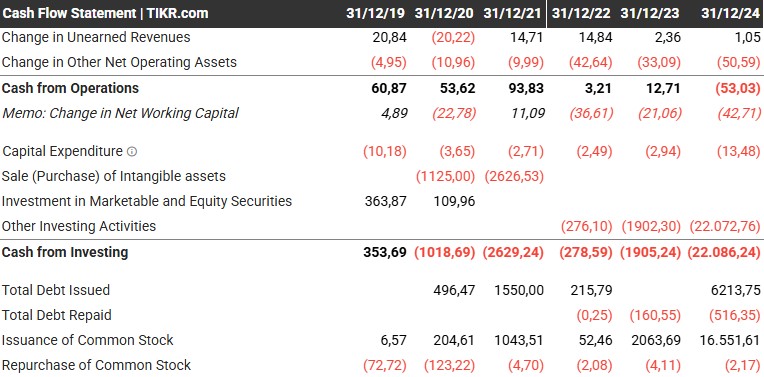 Cash Flow Statement | TIKR.com 31/12/19 31/12/20 31/12/21 31/12/22 31/12/23 31/12/24
Change in Unearned Revenues 20,84 (20,22) 14,71 14,84 2,36 1,05
Change in Other Net Operating Assets (4,95) (10,96) (9,99) (42,64) (33,09) (50,59)
Cash from Operations 60,87 53,62 93,83 3,21 12,71 (53,03)
Memo: Change in Net Working Capital 4,89 (22,78) 11,09 (36,61) (21,06) (42,71)
Capital Expenditure (10,18) (3,65) (2,71) (2,49) (2,94) (13,48)
Sale (Purchase) of Intangible assets (1125,00) (2626,53)
Investment in Marketable and Equity Securities 363,87 109,96
Other Investing Activities (276,10) (1902,30) (22.072,76)
Cash from Investing 353,69 (1018,69) (2629,24) (278,59) (1905,24) (22.086,24)
Total Debt Issued 496,47 1550,00 215,79 6213,75
Total Debt Repaid (0,25) (160,55) (516,35)
Issuance of Common Stock 6,57 204,61 1043,51 52,46 2063,69 16.551,61
Repurchase of Common Stock (72,72) (123,22) (4,70) (2,08) (4,11) (2,17)